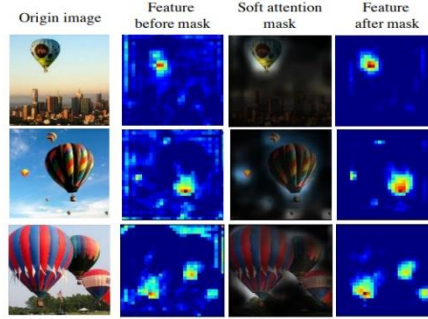 Origin image
Feature
before mask
Soft attention
mask
Feature
after mask